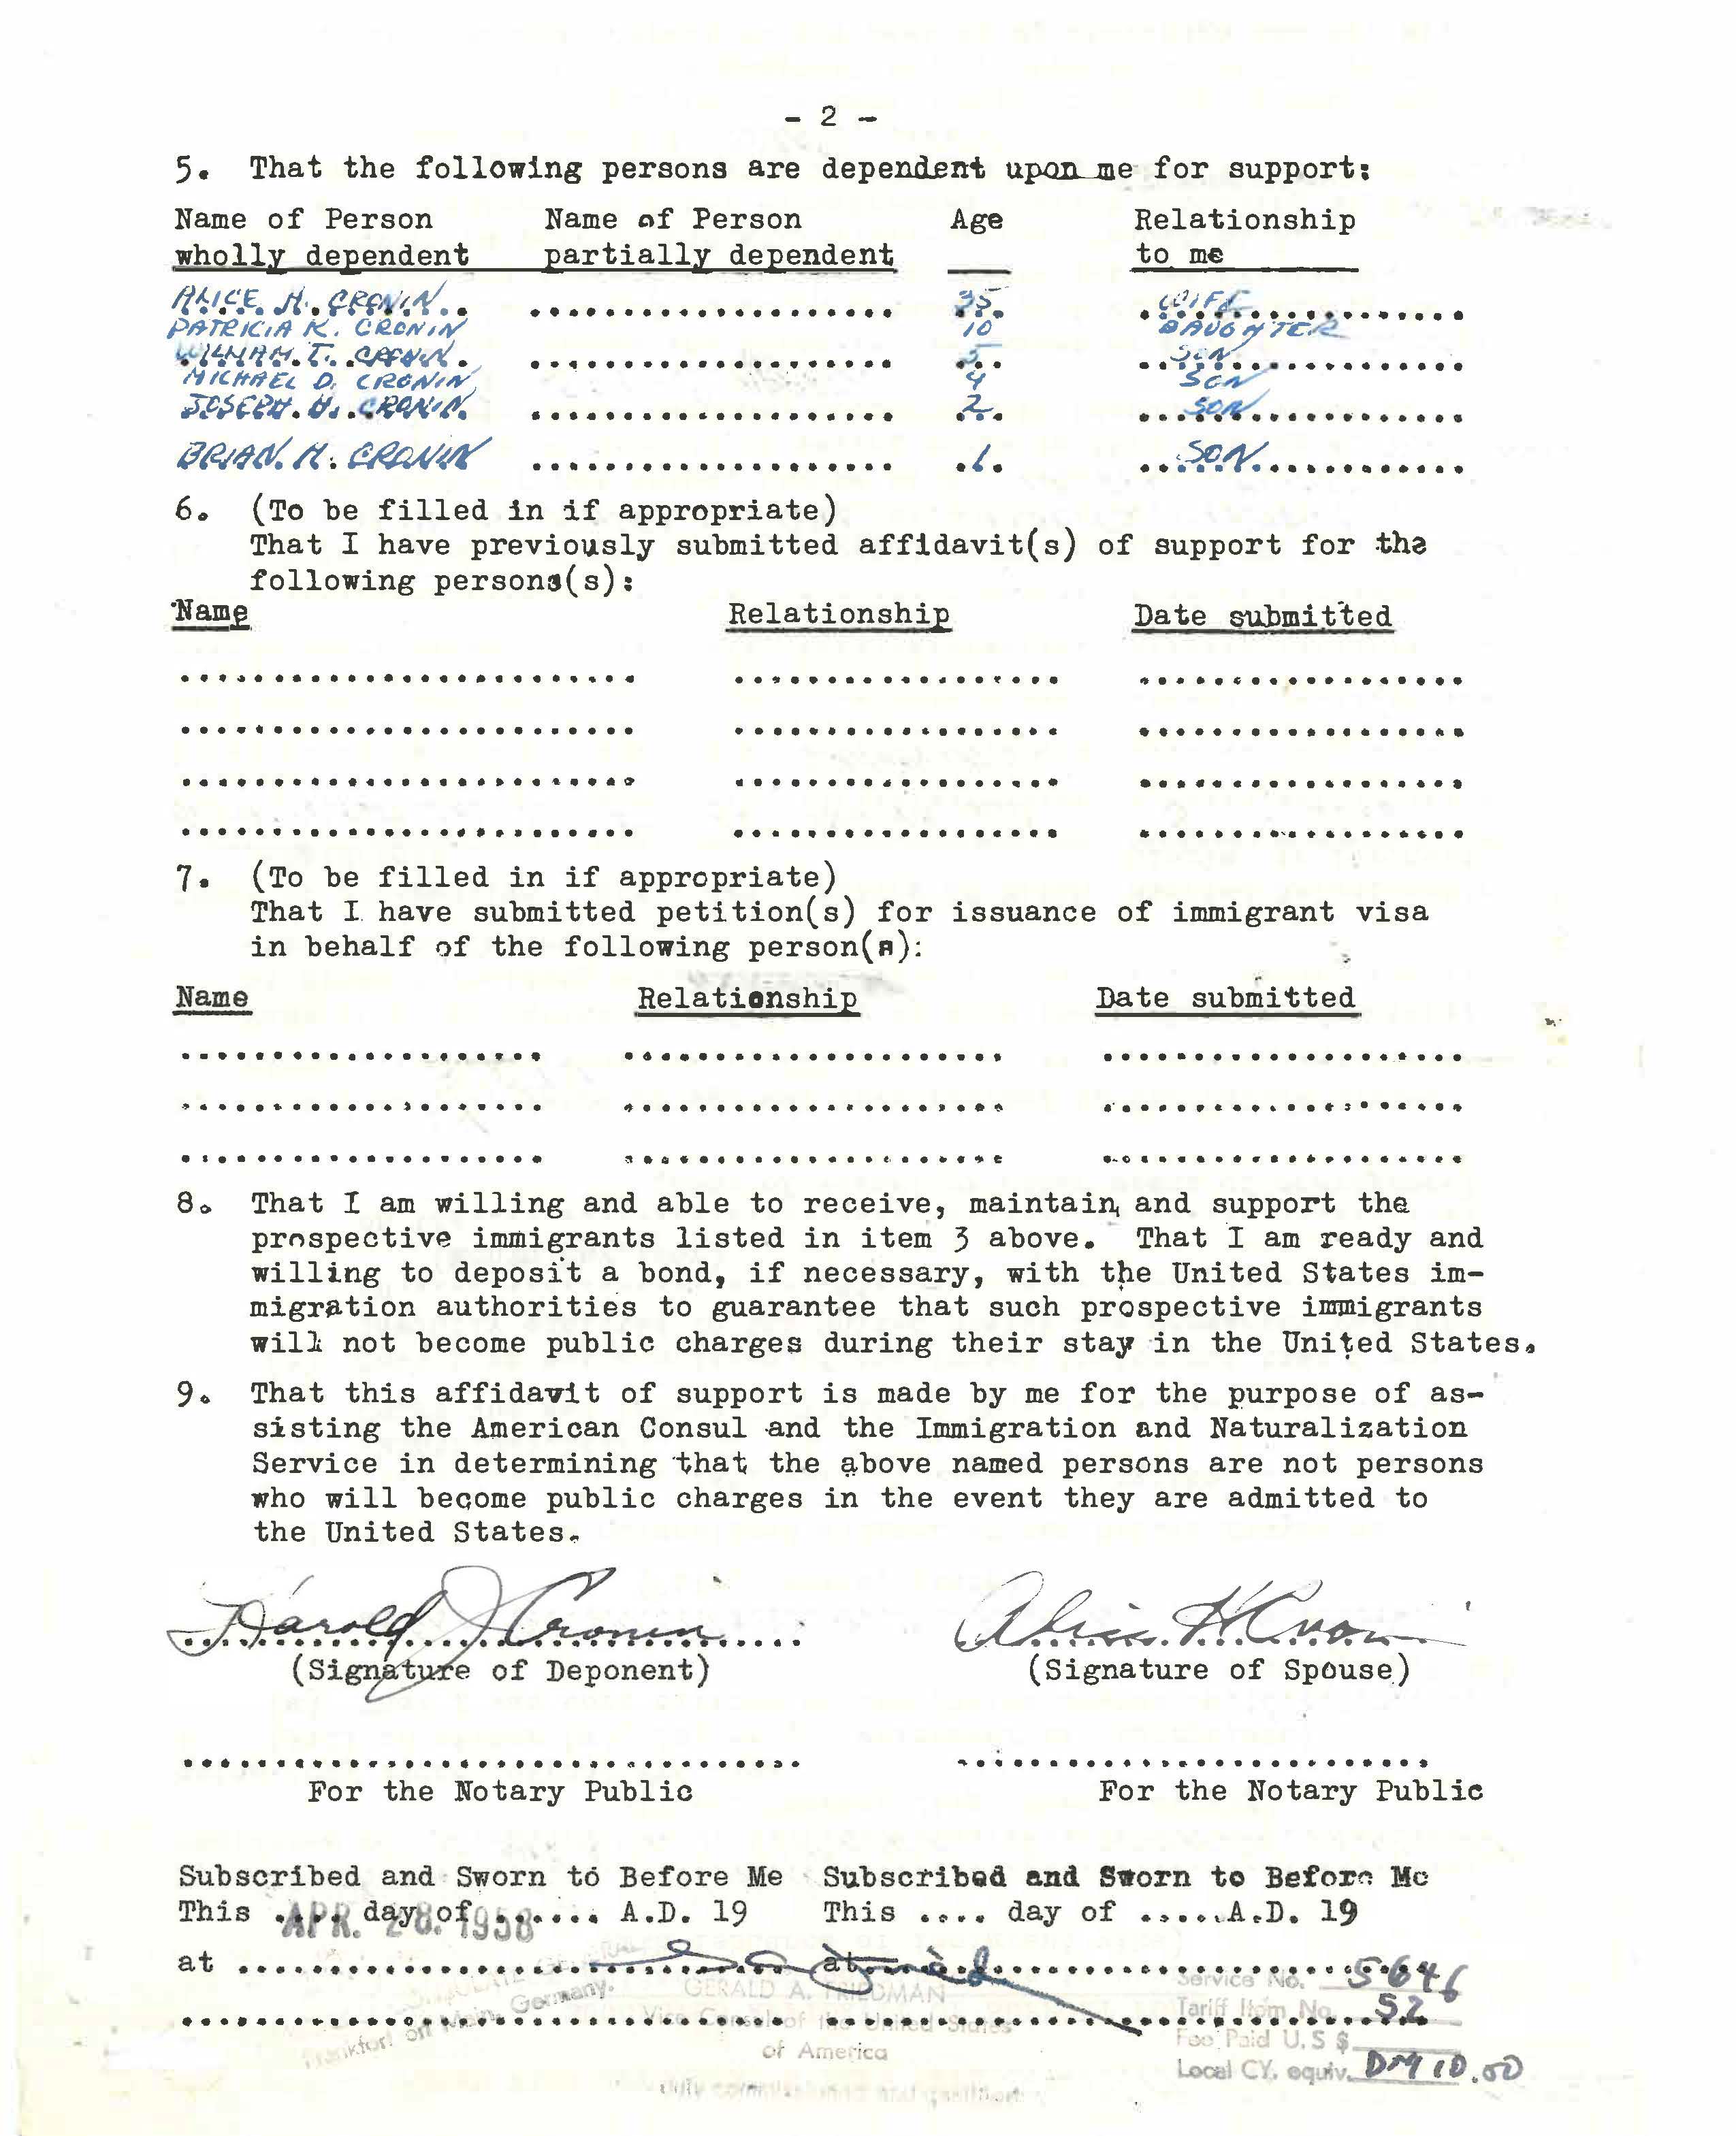 - 2 -
5. That the following persons are dependent upon me for support:
Name of Person Name of Person Age Relationship
wholly dependent partially dependent to me
ALICE H. CRONIN 35 WIFE
PATRICIA K. CRONIN 10 DAUGHTER
WILLIAM. T. CRONIN 5 SON
MICHAEL D. CRONIN 4 SON
JOSEPH. H. CRONIN. 2 SON
BRIAN. H. CRONIN 1 SON
6. (To be filled in if appropriate)
That I have previously submitted affidavit(s) of support for the
following persons(s):
Name Relationship Date submitted
7. (To be filled in if appropriate)
That I have submitted petition(s) for issuance of immigrant visa
in behalf of the following person(s):
Name Relationship Date submitted
8. That I am willing and able to receive, maintain, and support the
prospective immigrants listed in item 3 above. That I am ready and
willing to deposit a bond, if necessary, with the United States im-
migration authorities to guarantee that such prospective immigrants
will not become public charges during their stay in the United States.
9. That this affidavit of support is made by me for the purpose of as-
sisting the American Consul and the Immigration and Naturalization
Service in determining that the above named persons are not persons
who will become public charges in the event they are admitted to
the United States.
Harold J Cronin Alice H Cronin
(Signature of Deponent) (Signature of Spouse)
For the Notary Public For the Notary Public
Subscribed and Sworn to Before Me Subscribed and Sworn to Before Me
This .... day of ....... A.D. 19 This .... day of ..... A.D. 19
APR. 28. 1958
at at
Service No. 5646
GERALD A. FRIEDMAN
Tariff Item No. 52
Vice Consul of the United States
Frankfort on Main, Germany.
Fee Paid U.S $
of America
Local CY. equiv. DM 10.00
duly commissioned and qualified